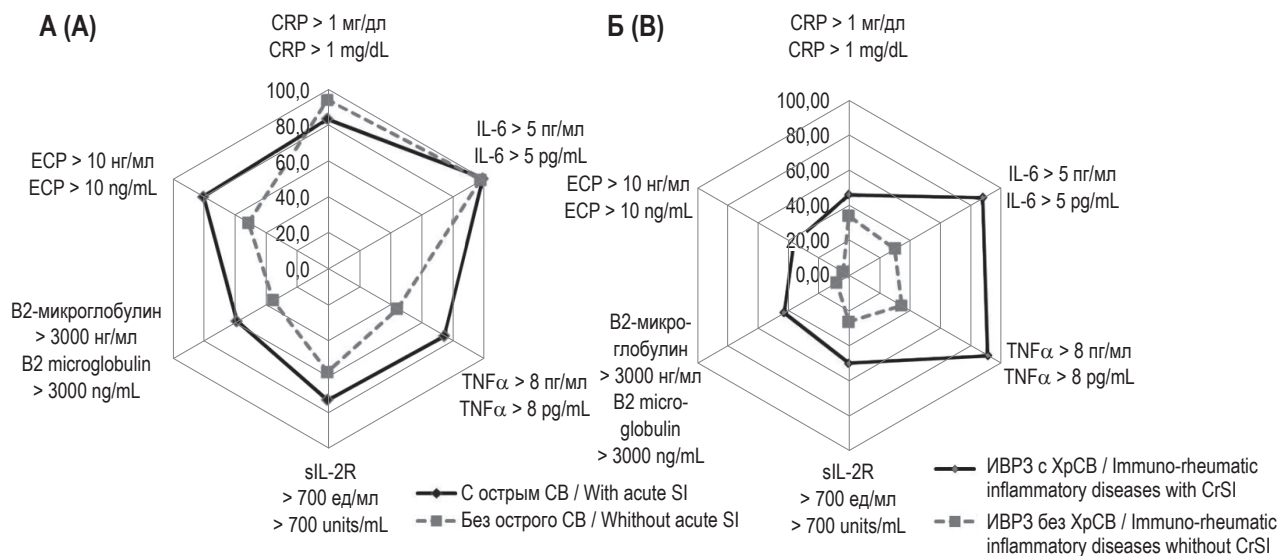 А (A)
CRP > 1 мг/дл
CRP > 1 mg/dL
100,0
80,0
60,0
40,0
20,0
0,0
IL-6 > 5 пг/мл
IL-6 > 5 pg/mL
ECP > 10 нг/мл
ECP > 10 ng/mL
В2-микроглобулин
> 3000 нг/мл
B2 microglobulin
> 3000 ng/mL
TNFα > 8 пг/мл
TNFα > 8 pg/mL
sIL-2R
> 700 ед/мл
> 700 units/mL
С острым СВ / With acute SI
Без острого СВ / Whithout acute SI
Б (B)
CRP > 1 мг/дл
CRP > 1 mg/dL
100,00
80,00
60,00
40,00
20,00
0,00
IL-6 > 5 пг/мл
IL-6 > 5 pg/mL
ECP > 10 нг/мл
ECP > 10 ng/mL
В2-микро-
глобулин
> 3000 нг/мл
B2 micro-
globulin
> 3000 ng/mL
TNFα > 8 пг/мл
TNFα > 8 pg/mL
sIL-2R
> 700 ед/мл
> 700 units/mL
ИВРЗ с ХрСВ / Immuno-rheumatic
inflammatory diseases with CrSI
ИВРЗ без ХрСВ / Immuno-rheumatic
inflammatory diseases whithout CrSI